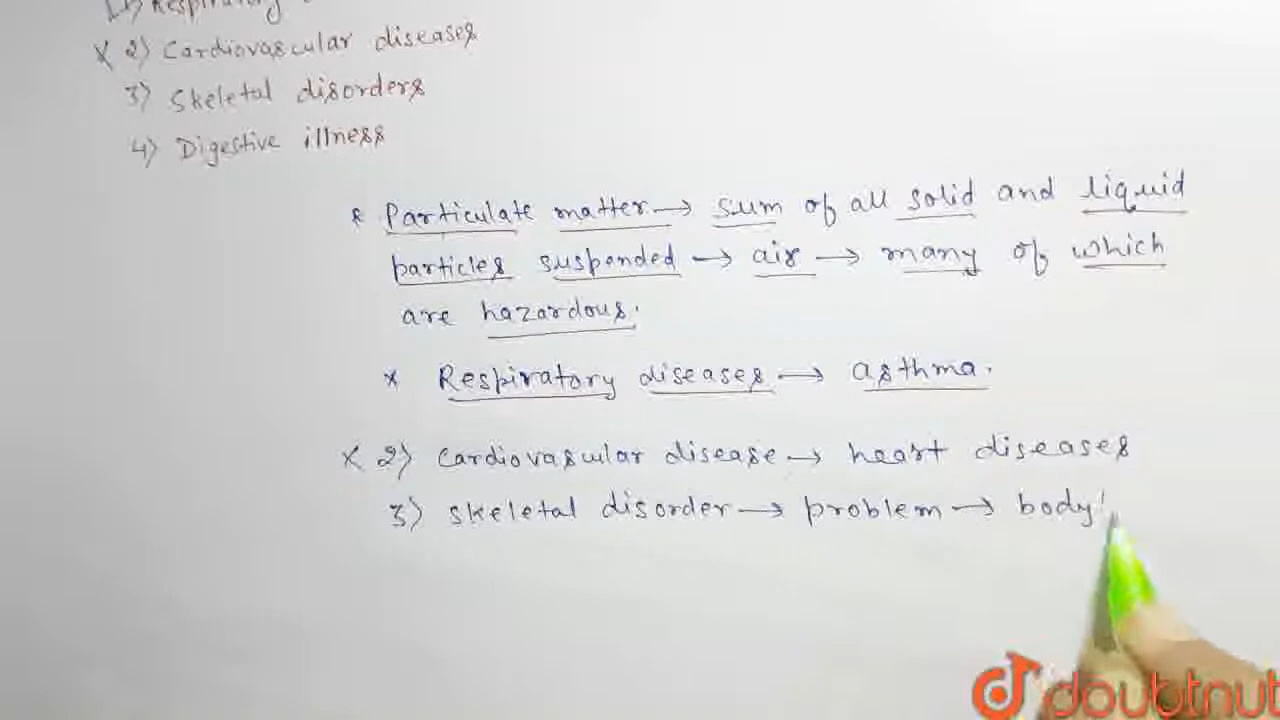 1) Respiratory
x 2) Cardiovascular diseases
3) Skeletal disorders
4) Digestive illness
* Particulate matter → sum of all solid and liquid
particles suspended → air → many of which
are hazardous.
* Respiratory diseases → asthma.
x 2) Cardiovascular disease → heart diseases
3) skeletal disorder → problem → body'
doubtnut